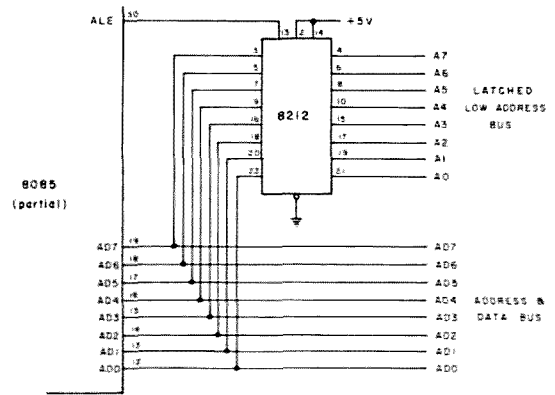 ALE 30 +5V
13 2 14
3 4 A7
5 6 A6
7 8 A5 LATCHED
9 10 A4 LOW ADDRESS
8212
16 15 A3 BUS
18 17 A2
20 19 A1
22 21 A0
8085
(partial)
AD7 19 AD7
AD6 18 AD6
AD5 17 AD5
AD4 16 AD4 ADDRESS &
AD3 15 AD3 DATA BUS
AD2 14 AD2
AD1 13 AD1
AD0 12 AD0